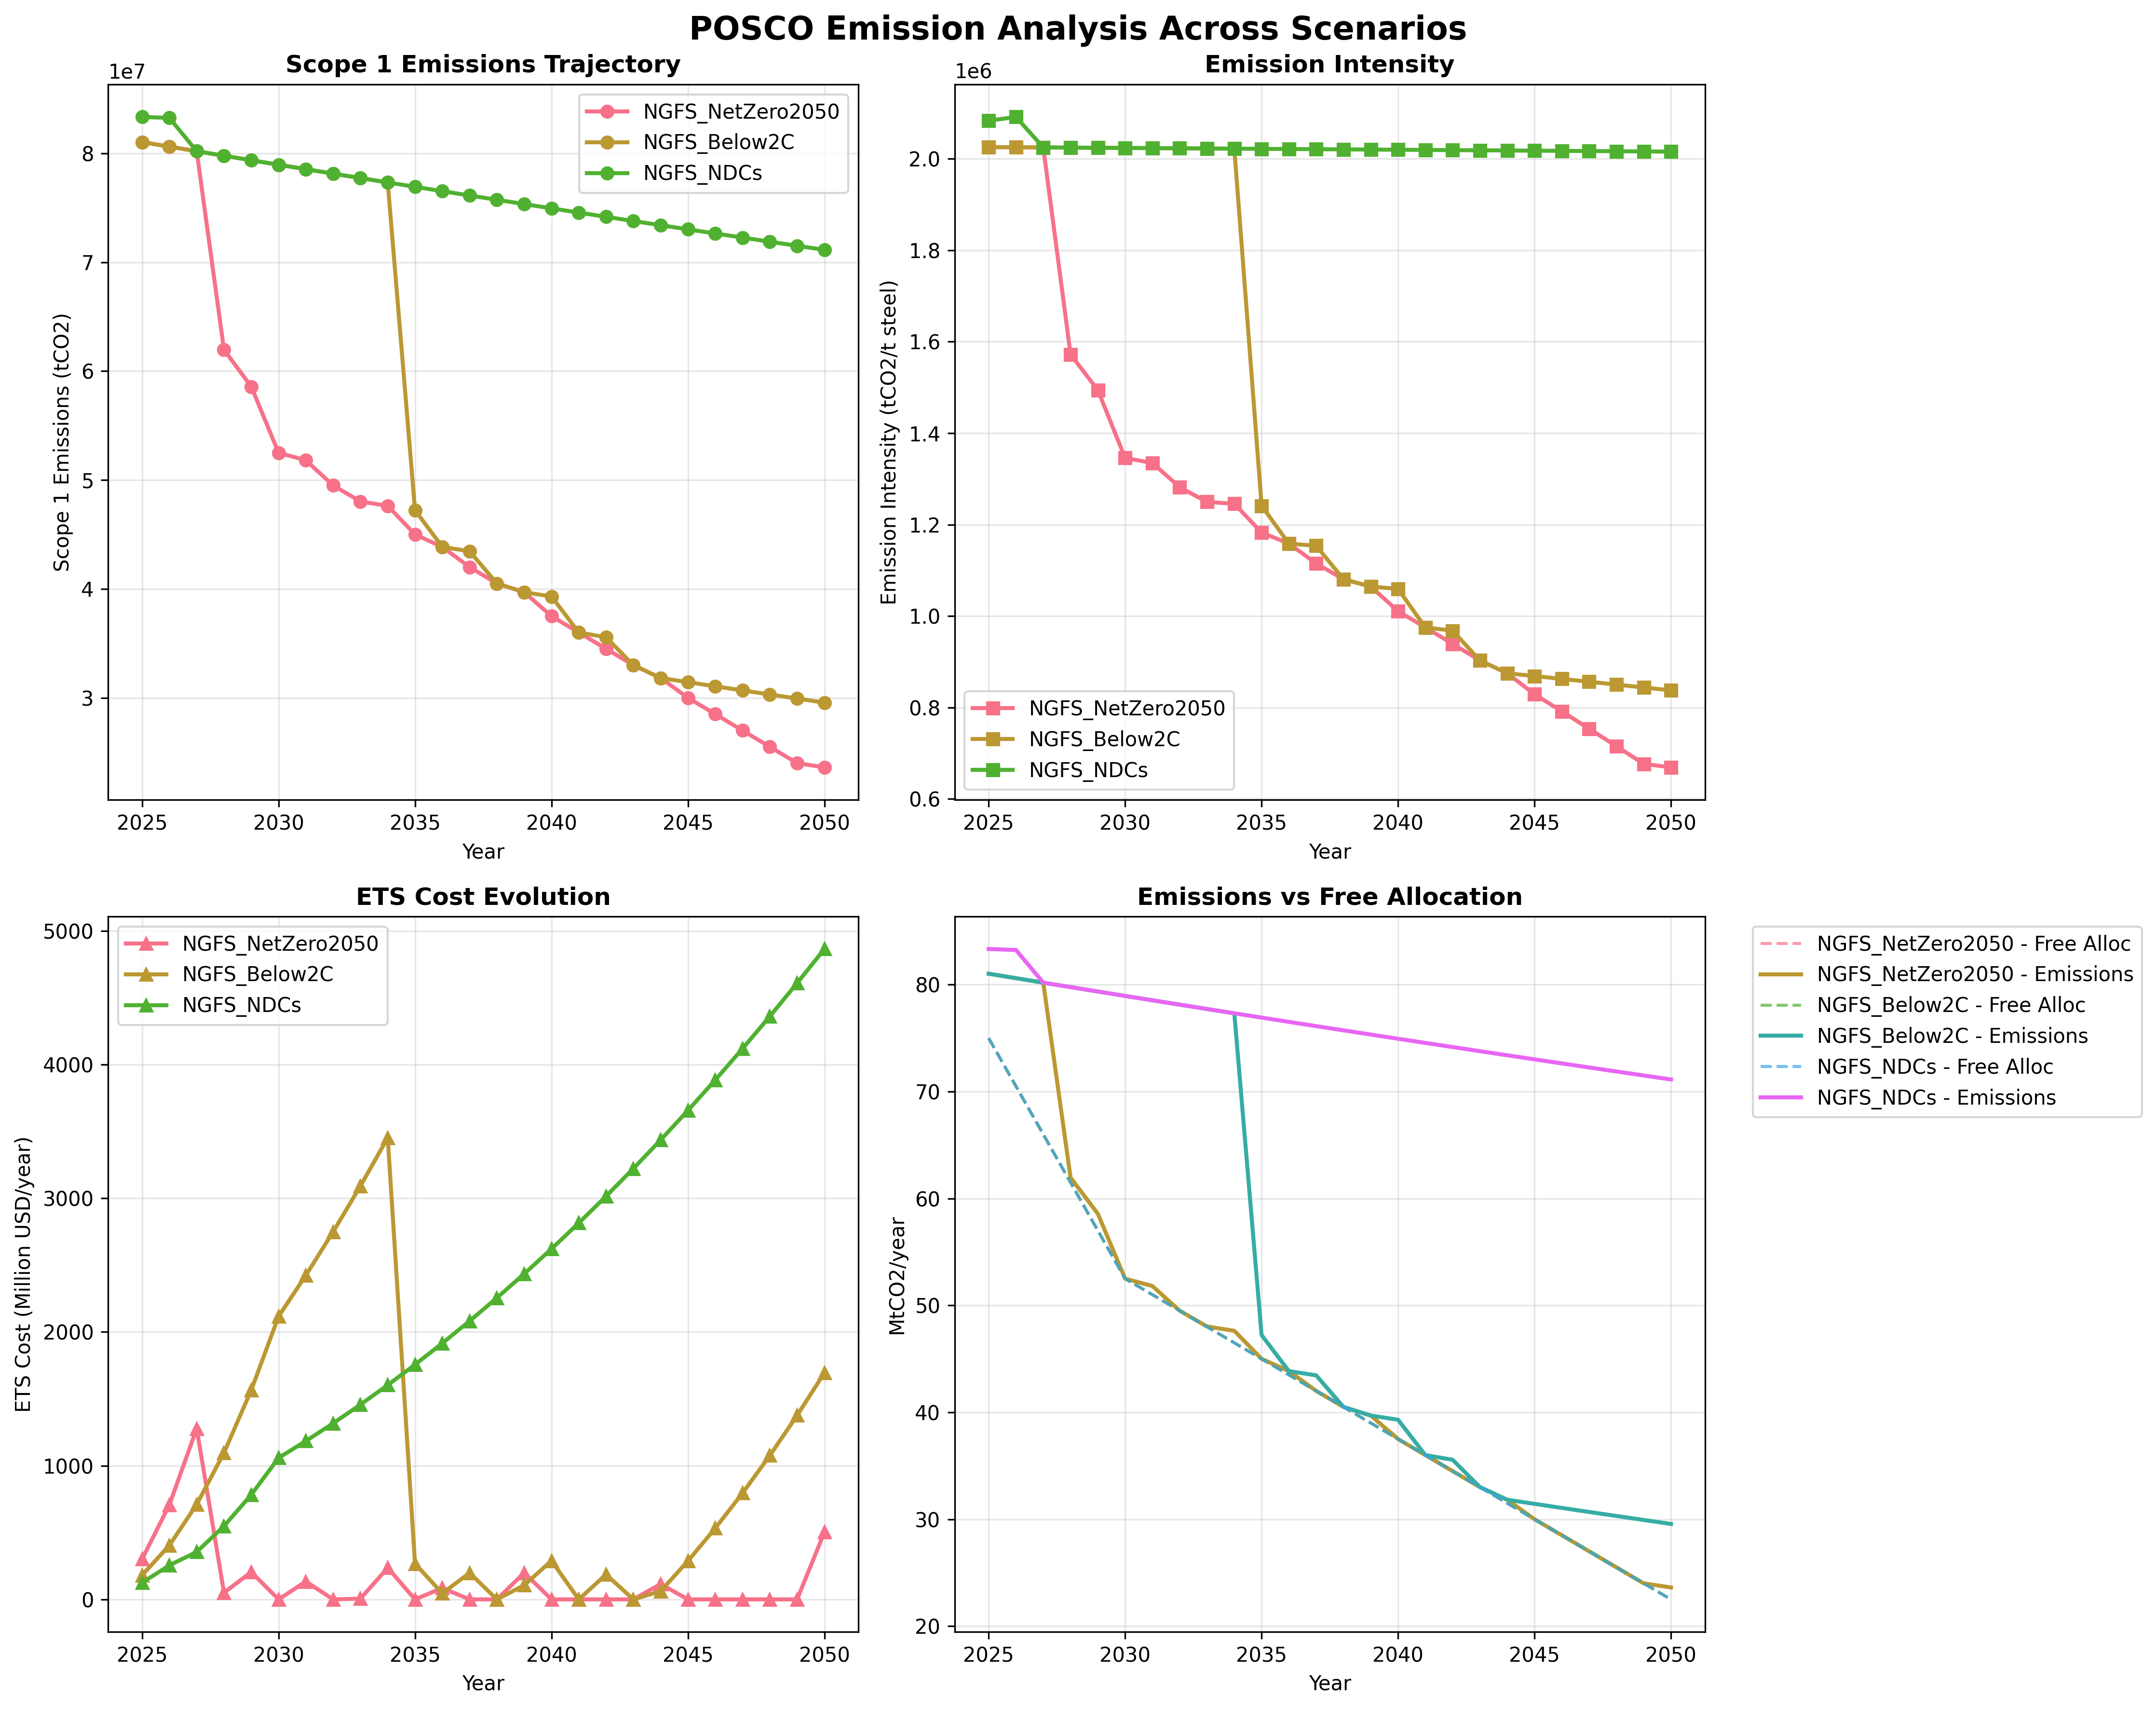 POSCO Emission Analysis Across Scenarios
Scope 1 Emissions Trajectory
1e7
8
7
6
5
4
3
Scope 1 Emissions (tCO2)
NGFS_NetZero2050
NGFS_Below2C
NGFS_NDCs
2025 2030 2035 2040 2045 2050
Year
Emission Intensity
1e6
2.0
1.8
1.6
1.4
1.2
1.0
0.8
0.6
Emission Intensity (tCO2/t steel)
NGFS_NetZero2050
NGFS_Below2C
NGFS_NDCs
2025 2030 2035 2040 2045 2050
Year
ETS Cost Evolution
5000
4000
3000
2000
1000
0
ETS Cost (Million USD/year)
NGFS_NetZero2050
NGFS_Below2C
NGFS_NDCs
2025 2030 2035 2040 2045 2050
Year
Emissions vs Free Allocation
80
70
60
50
40
30
20
MtCO2/year
2025 2030 2035 2040 2045 2050
Year
NGFS_NetZero2050 - Free Alloc
NGFS_NetZero2050 - Emissions
NGFS_Below2C - Free Alloc
NGFS_Below2C - Emissions
NGFS_NDCs - Free Alloc
NGFS_NDCs - Emissions